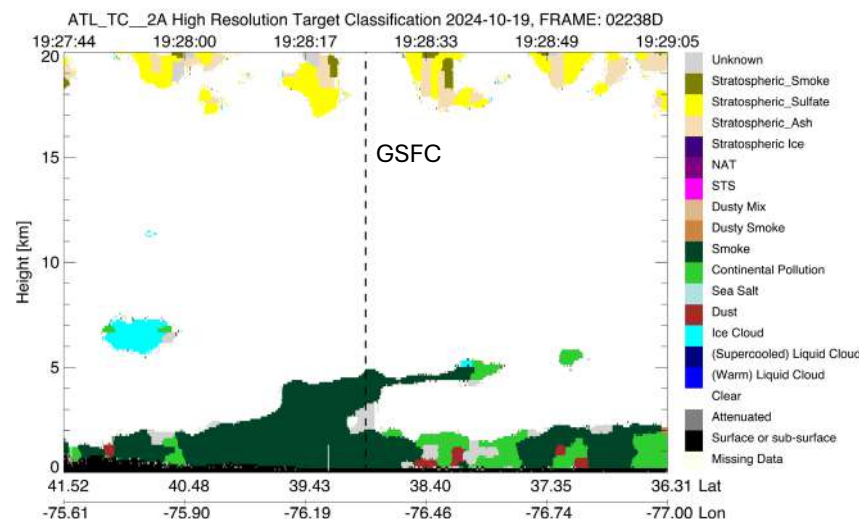 ATL_TC__2A High Resolution Target Classification 2024-10-19, FRAME: 02238D
19:27:44 19:28:00 19:28:17 19:28:33 19:28:49 19:29:05
20
15
10
5
0
Height [km]
GSFC
Unknown
Stratospheric_Smoke
Stratospheric_Sulfate
Stratospheric_Ash
Stratospheric Ice
NAT
STS
Dusty Mix
Dusty Smoke
Smoke
Continental Pollution
Sea Salt
Dust
Ice Cloud
(Supercooled) Liquid Cloud
(Warm) Liquid Cloud
Clear
Attenuated
Surface or sub-surface
Missing Data
41.52 40.48 39.43 38.40 37.35 36.31 Lat
-75.61 -75.90 -76.19 -76.46 -76.74 -77.00 Lon